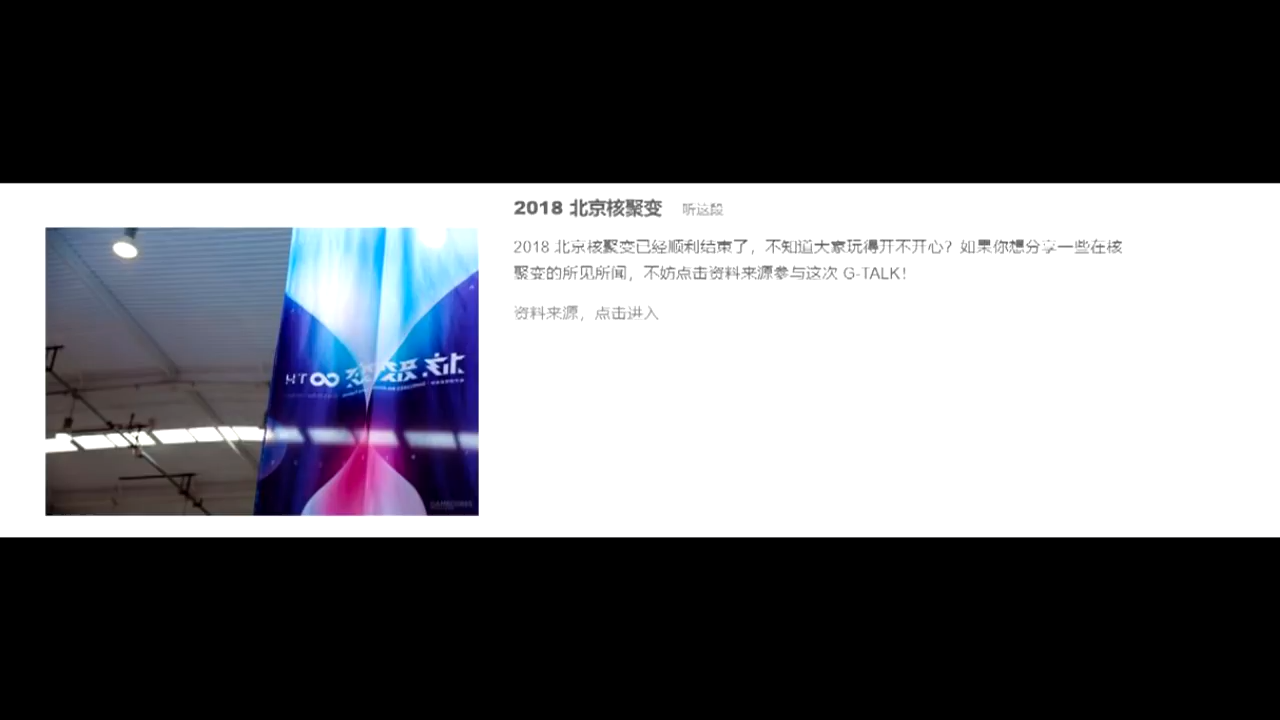 2018 北京核聚变 听这段
2018 北京核聚变已经顺利结束了，不知道大家玩得开不开心？如果你想分享一些在核
聚变的所见所闻，不妨点击资料来源参与这次 G-TALK！
资料来源，点击进入